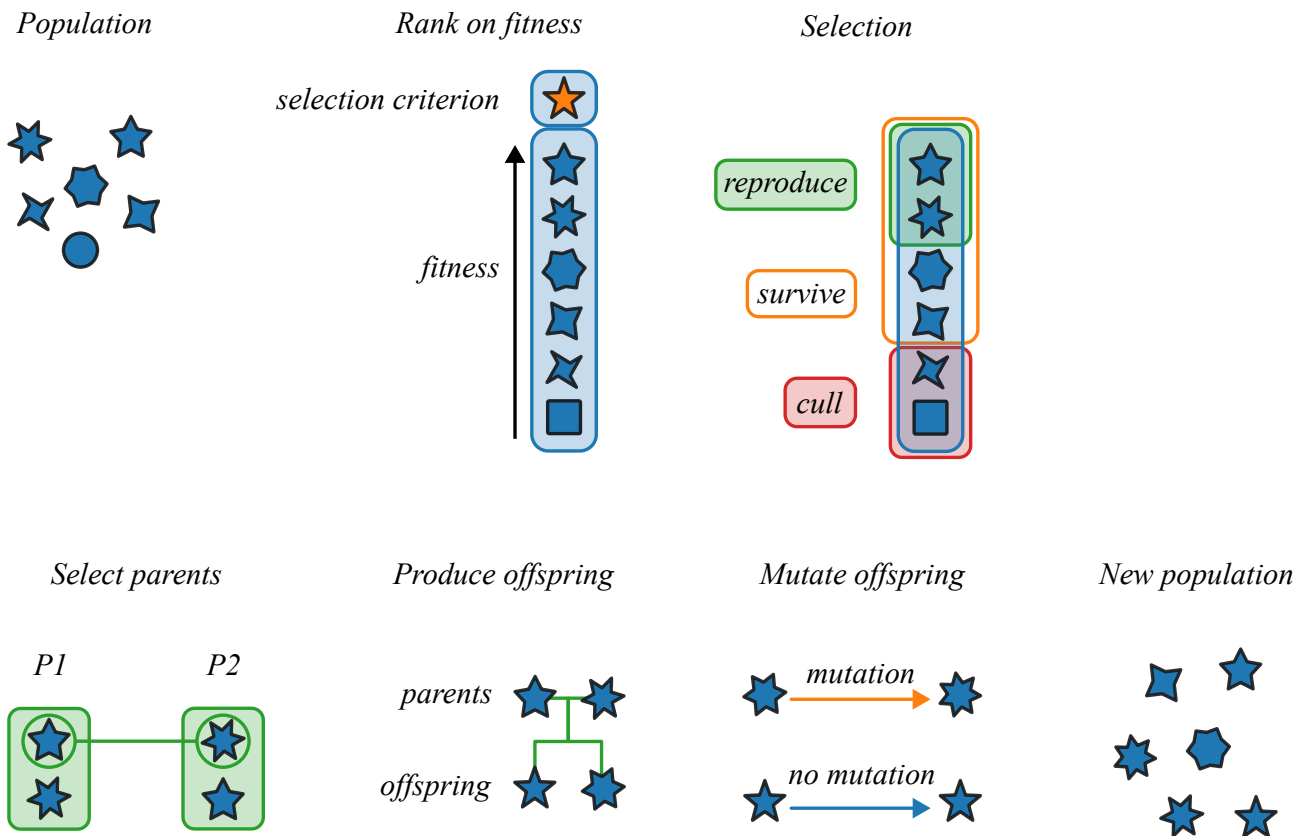 Population
Rank on fitness
Selection
selection criterion
reproduce
fitness
survive
cull
Select parents
Produce offspring
Mutate offspring
New population
P1
P2
parents
mutation
offspring
no mutation